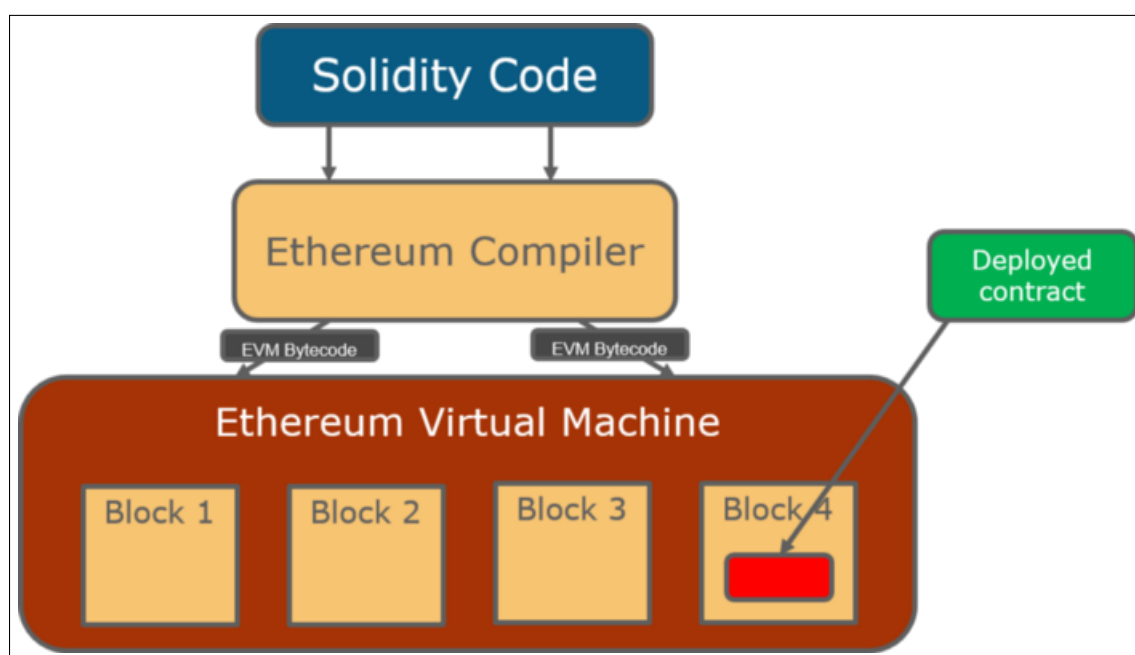 Solidity Code
Ethereum Compiler
Deployed
contract
EVM Bytecode
EVM Bytecode
Ethereum Virtual Machine
Block 1
Block 2
Block 3
Block 4